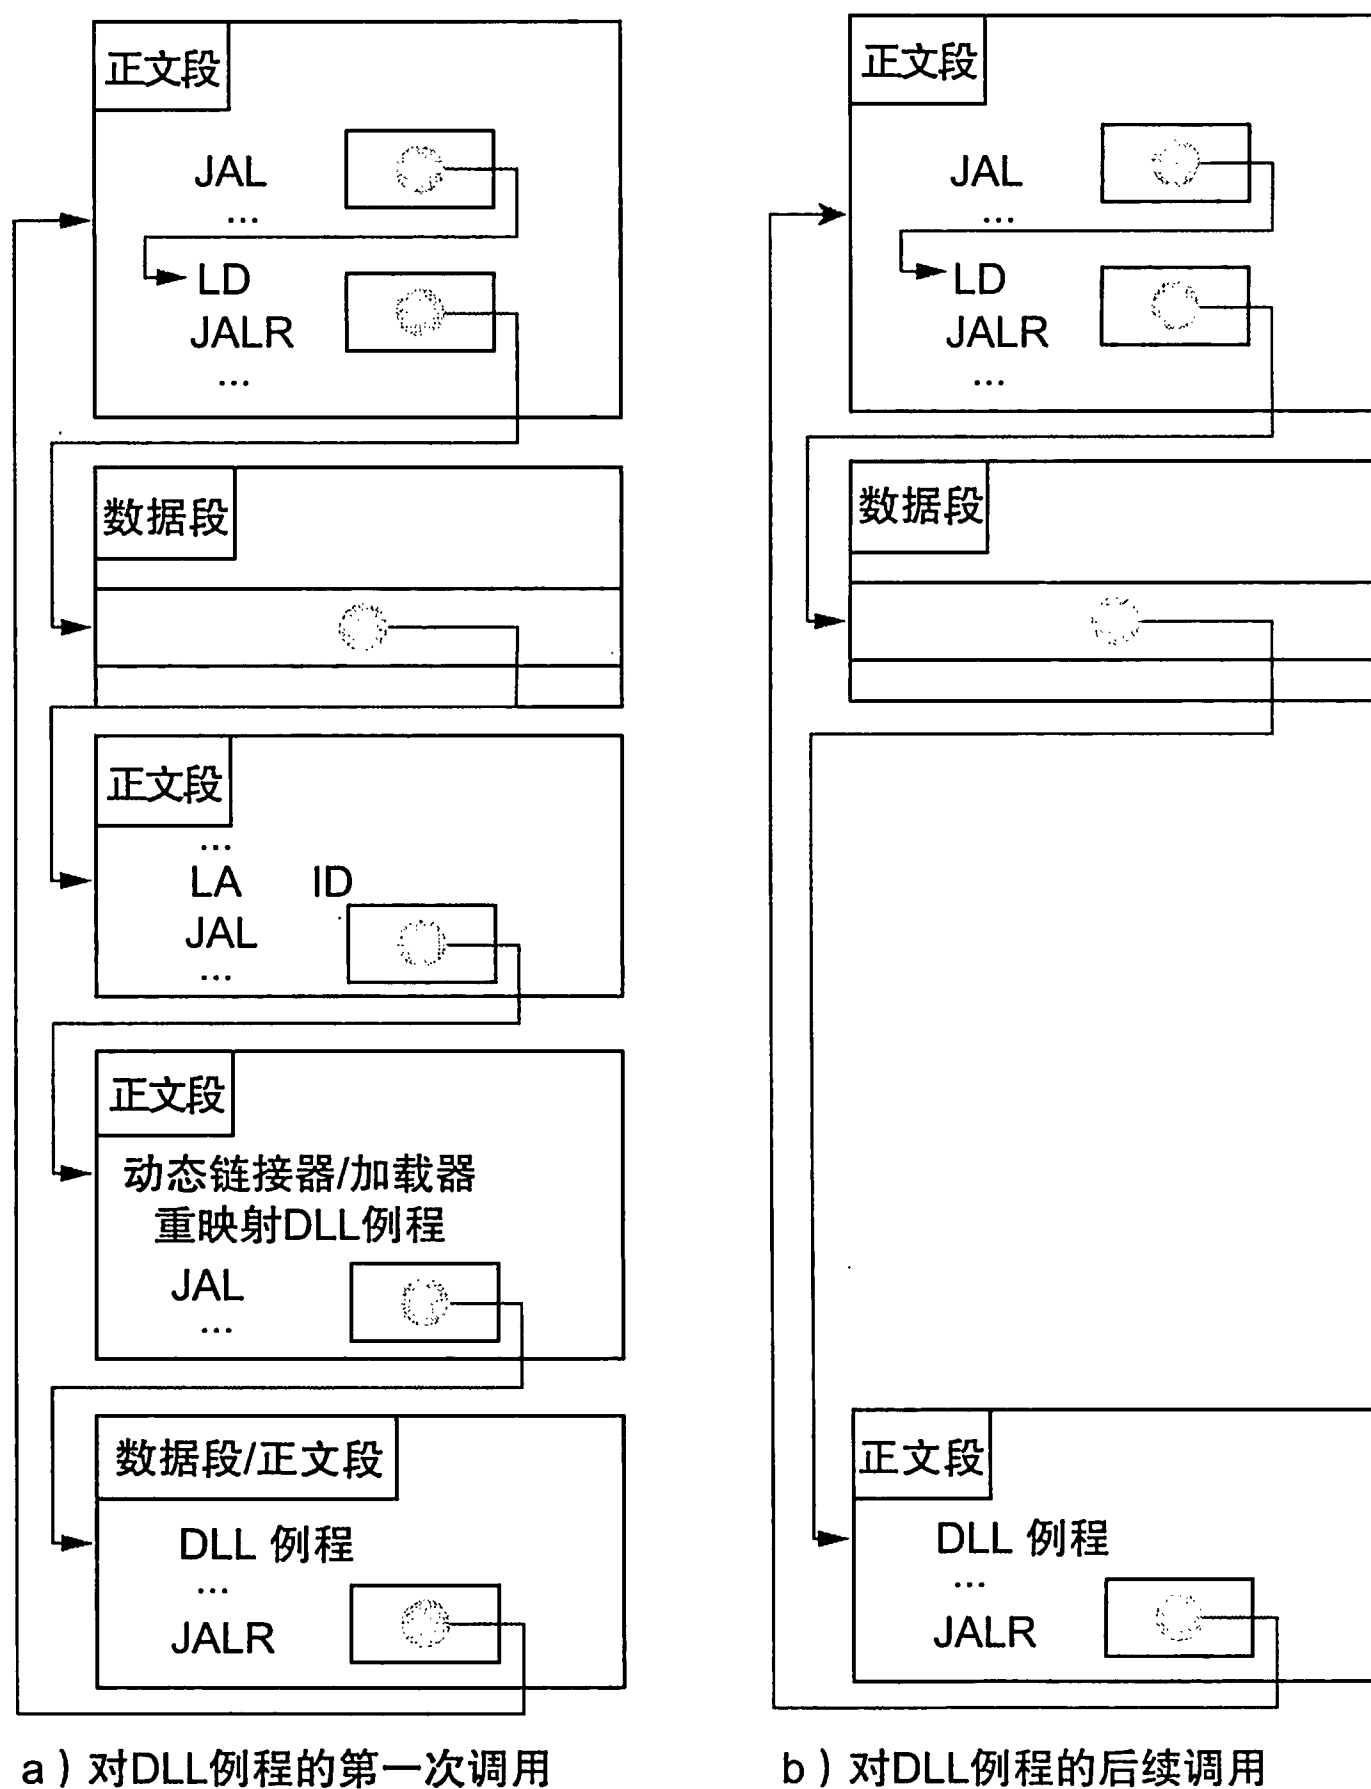 正文段
JAL
...
LD
JALR
...
数据段
正文段
...
LA ID
JAL
...
正文段
动态链接器/加载器
重映射DLL例程
JAL
...
数据段/正文段
DLL 例程
...
JALR
a）对DLL例程的第一次调用
正文段
JAL
...
LD
JALR
...
数据段
正文段
DLL 例程
...
JALR
b）对DLL例程的后续调用